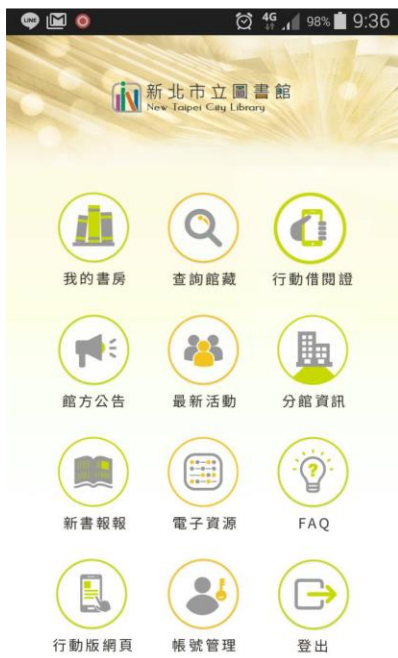 LINE
4G
98%
9:36
新北市立圖書館
New Taipei City Library
我的書房
查詢館藏
行動借閱證
館方公告
最新活動
分館資訊
?
新書報報
電子資源
FAQ
行動版網頁
帳號管理
登出